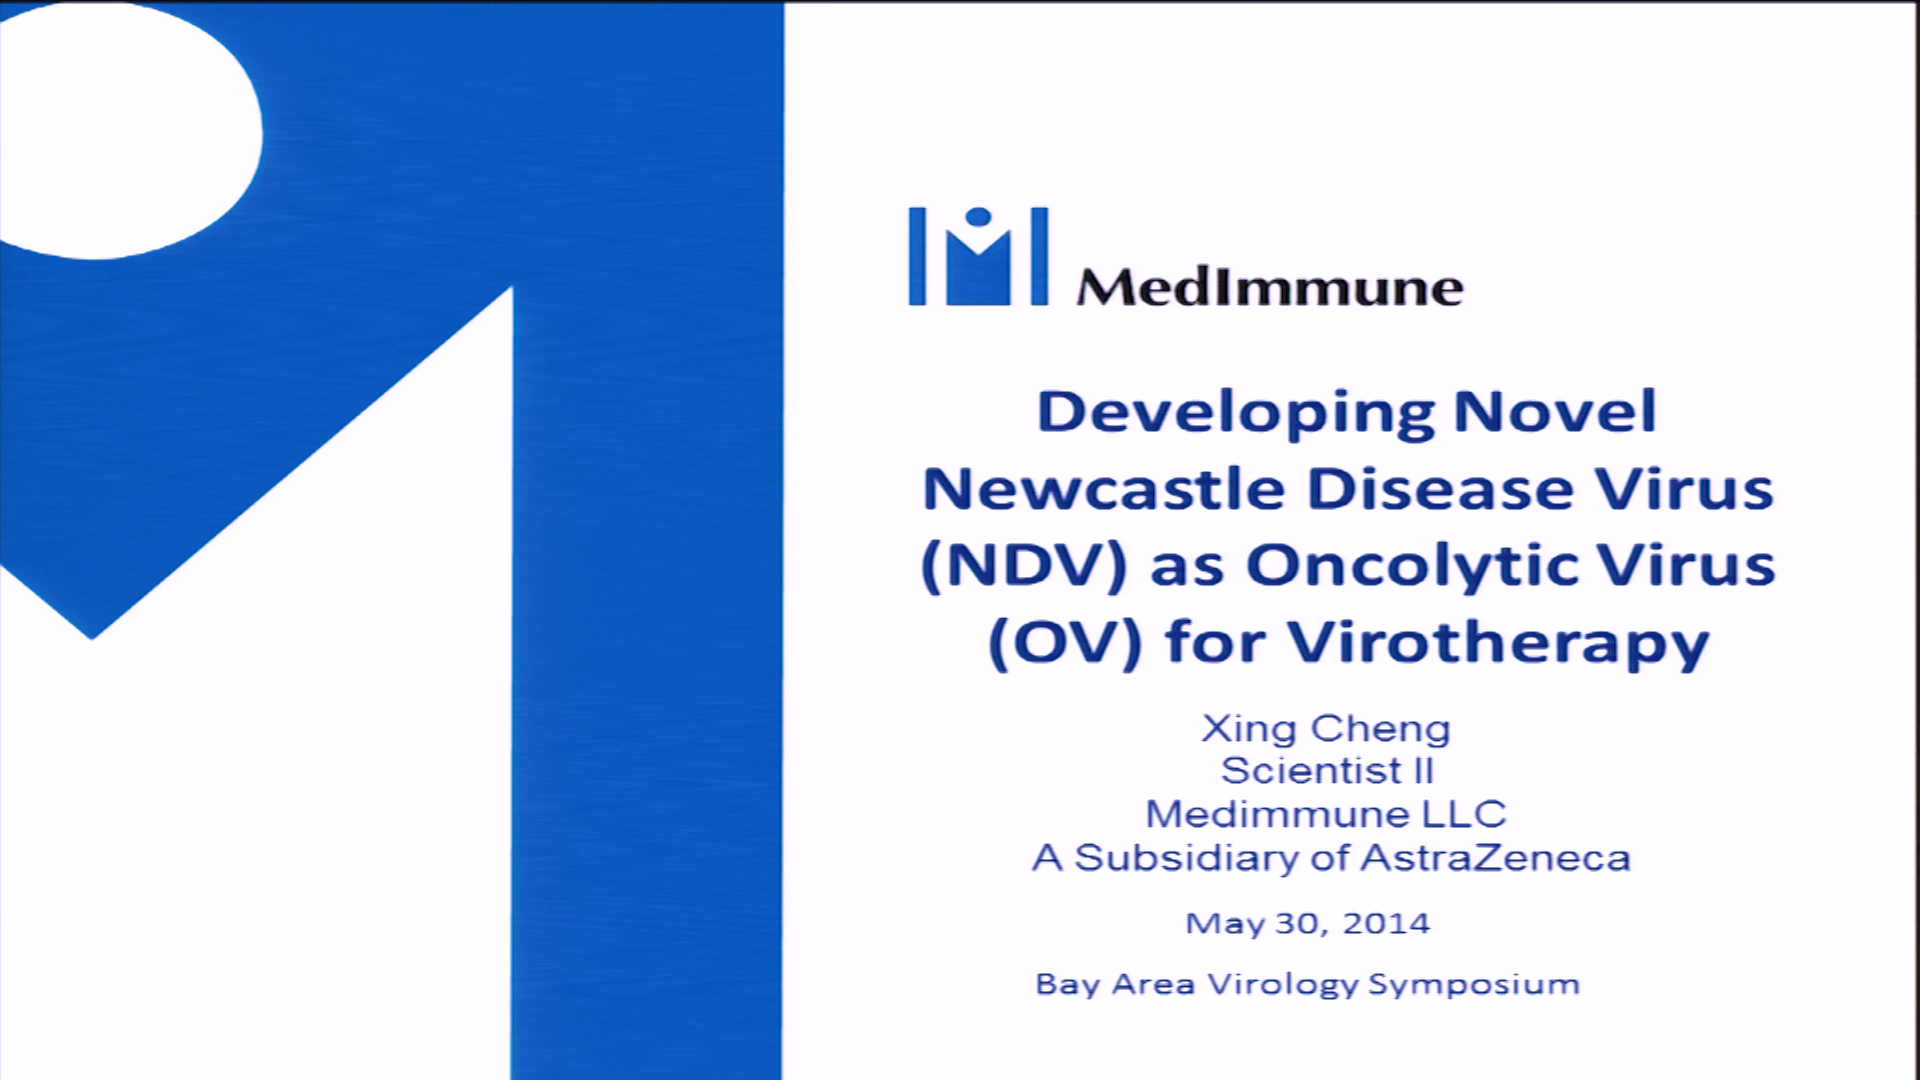 MedImmune
Developing Novel
Newcastle Disease Virus
(NDV) as Oncolytic Virus
(OV) for Virotherapy
Xing Cheng
Scientist II
Medimmune LLC
A Subsidiary of AstraZeneca
May 30, 2014
Bay Area Virology Symposium